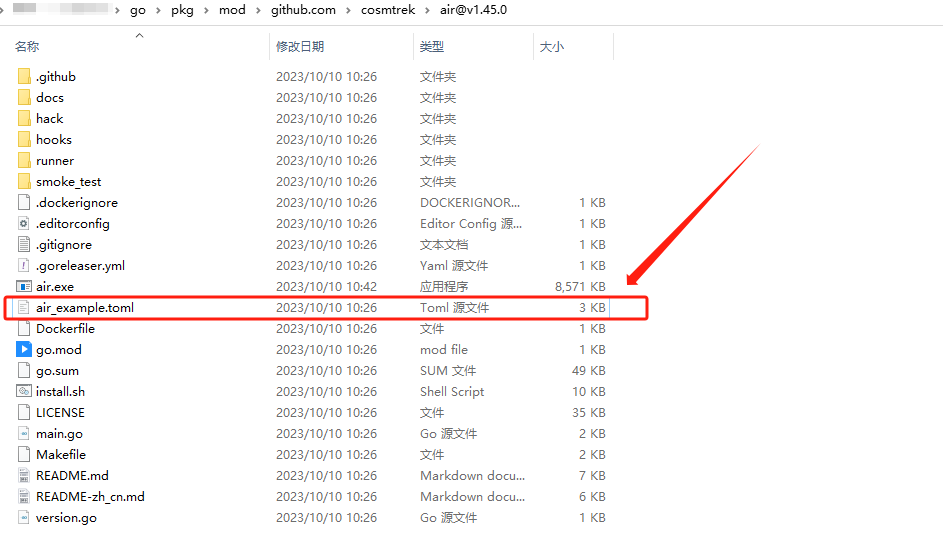 go › pkg › mod › github.com › cosmtrek › air@v1.45.0
名称 修改日期 类型 大小
.github 2023/10/10 10:26 文件夹
docs 2023/10/10 10:26 文件夹
hack 2023/10/10 10:26 文件夹
hooks 2023/10/10 10:26 文件夹
runner 2023/10/10 10:26 文件夹
smoke_test 2023/10/10 10:26 文件夹
.dockerignore 2023/10/10 10:26 DOCKERIGNOR... 1 KB
.editorconfig 2023/10/10 10:26 Editor Config 源... 1 KB
.gitignore 2023/10/10 10:26 文本文档 1 KB
.goreleaser.yml 2023/10/10 10:26 Yaml 源文件 1 KB
air.exe 2023/10/10 10:42 应用程序 8,571 KB
air_example.toml 2023/10/10 10:26 Toml 源文件 3 KB
Dockerfile 2023/10/10 10:26 文件 1 KB
go.mod 2023/10/10 10:26 mod file 1 KB
go.sum 2023/10/10 10:26 SUM 文件 49 KB
install.sh 2023/10/10 10:26 Shell Script 10 KB
LICENSE 2023/10/10 10:26 文件 35 KB
main.go 2023/10/10 10:26 Go 源文件 2 KB
Makefile 2023/10/10 10:26 文件 2 KB
README.md 2023/10/10 10:26 Markdown docu... 7 KB
README-zh_cn.md 2023/10/10 10:26 Markdown docu... 6 KB
version.go 2023/10/10 10:26 Go 源文件 1 KB